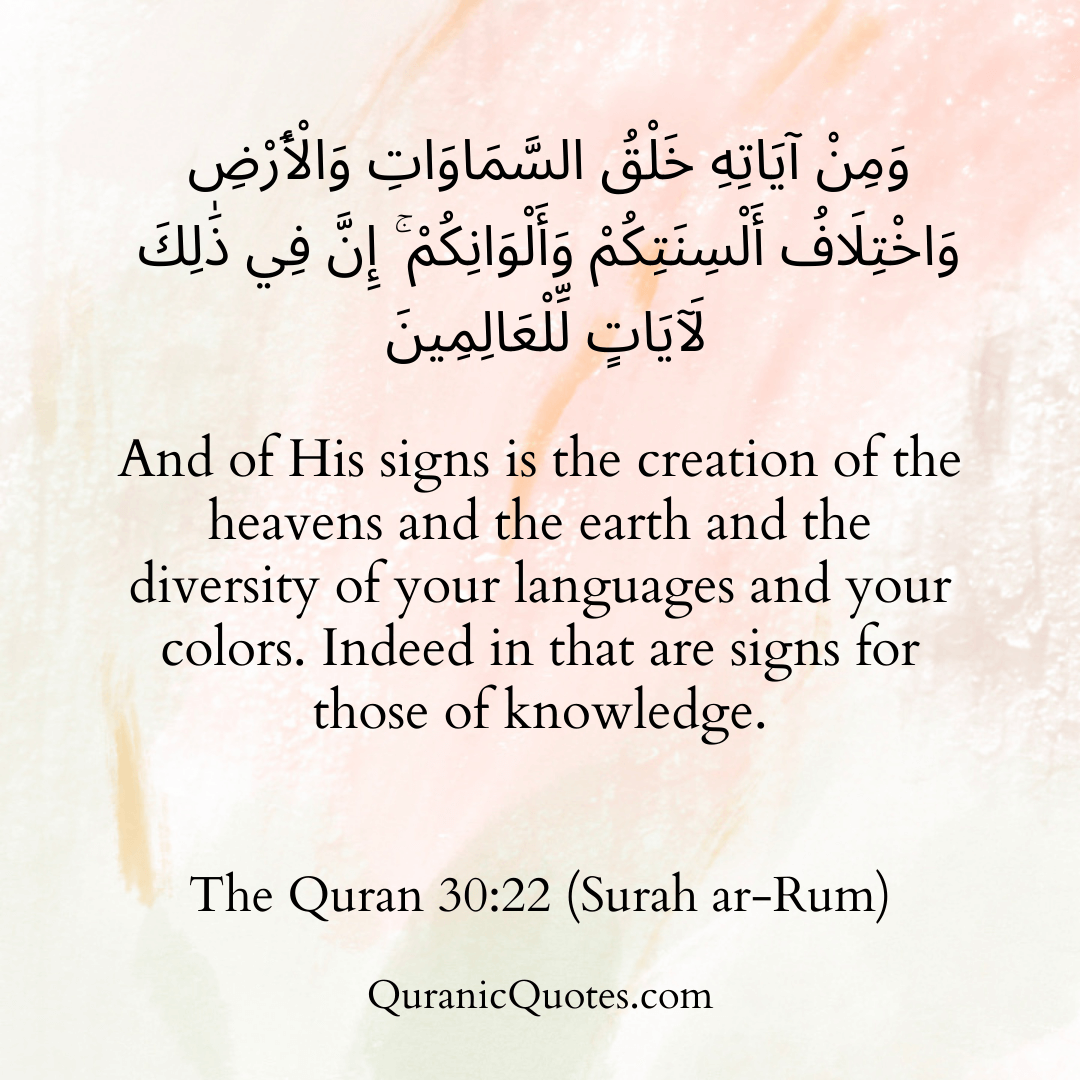 وَمِنْ آيَاتِهِ خَلْقُ السَّمَاوَاتِ وَالْأَرْضِ
وَاخْتِلَافُ أَلْسِنَتِكُمْ وَأَلْوَانِكُمْ ۚ إِنَّ فِي ذَٰلِكَ
لَآيَاتٍ لِّلْعَالِمِينَ
And of His signs is the creation of the
heavens and the earth and the
diversity of your languages and your
colors. Indeed in that are signs for
those of knowledge.
The Quran 30:22 (Surah ar-Rum)
QuranicQuotes.com